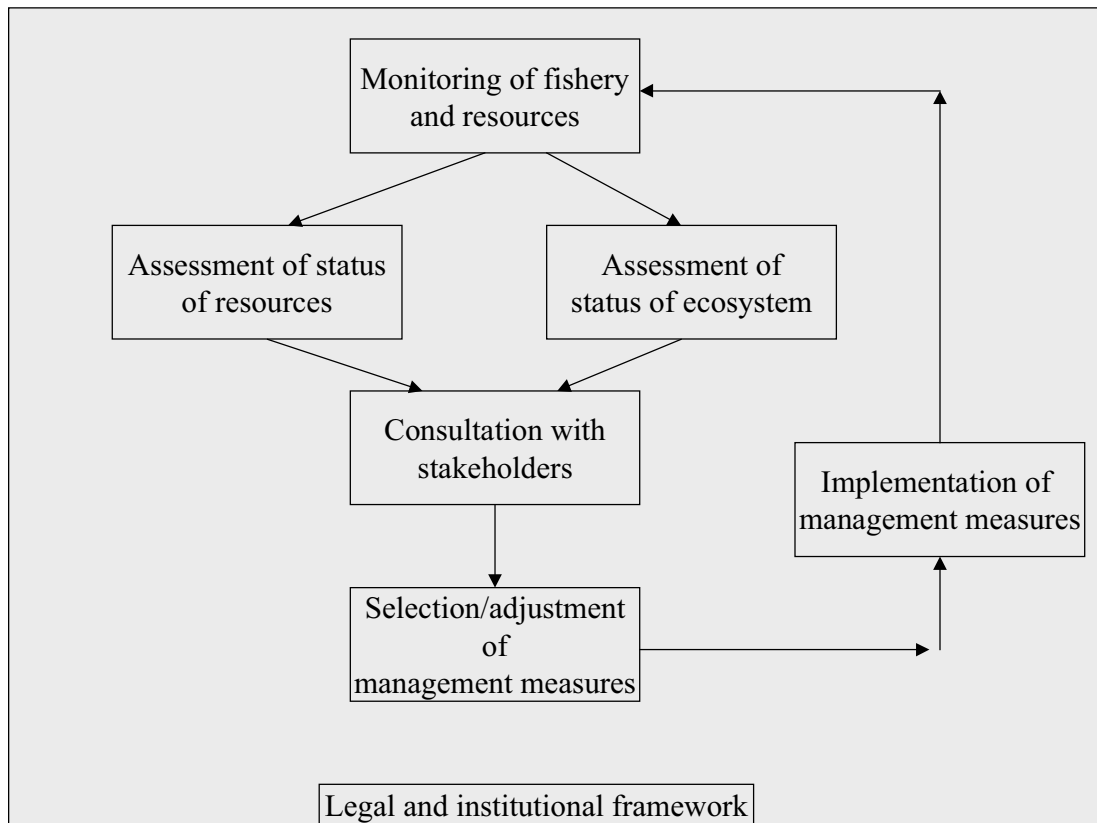 Monitoring of fishery
and resources
Assessment of status
of resources
Assessment of
status of ecosystem
Consultation with
stakeholders
Implementation of
management measures
Selection/adjustment
of
management measures
Legal and institutional framework